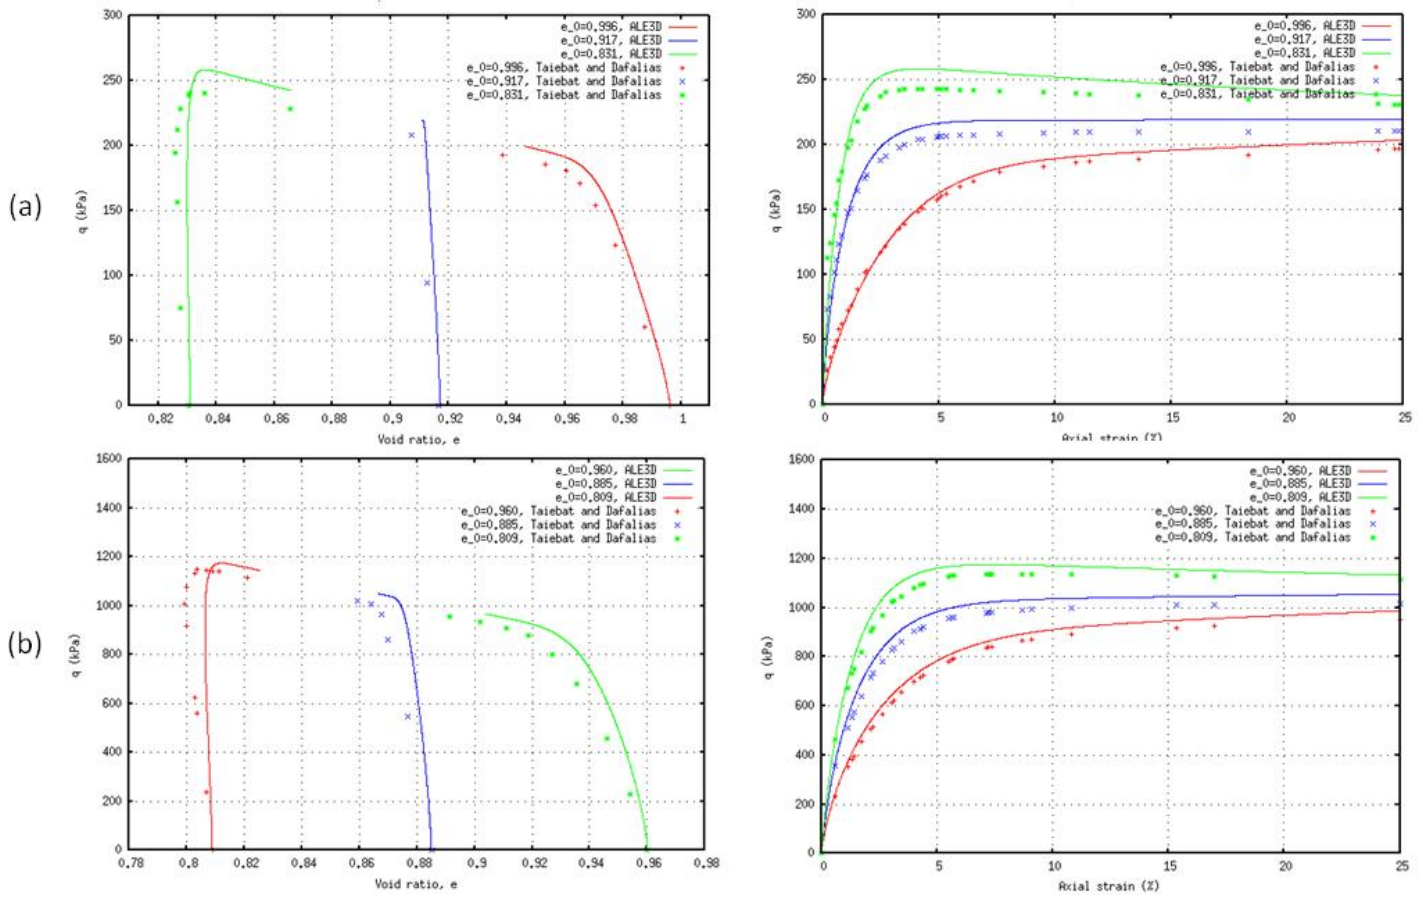 (a)
300
250
200
150
100
50
0
q (kPa)
e_0=0.996, ALE3D
e_0=0.917, ALE3D
e_0=0.831, ALE3D
e_0=0.996, Taiebat and Dafalias
e_0=0.917, Taiebat and Dafalias
e_0=0.831, Taiebat and Dafalias
0.82 0.84 0.86 0.88 0.9 0.92 0.94 0.96 0.98 1
Void ratio, e
300
250
200
150
100
50
0
q (kPa)
e_0=0.996, ALE3D
e_0=0.917, ALE3D
e_0=0.831, ALE3D
e_0=0.996, Taiebat and Dafalias
e_0=0.917, Taiebat and Dafalias
e_0=0.831, Taiebat and Dafalias
0 5 10 15 20 25
Axial strain (%)
(b)
1600
1400
1200
1000
800
600
400
200
0
q (kPa)
e_0=0.960, ALE3D
e_0=0.885, ALE3D
e_0=0.809, ALE3D
e_0=0.960, Taiebat and Dafalias
e_0=0.885, Taiebat and Dafalias
e_0=0.809, Taiebat and Dafalias
0.78 0.8 0.82 0.84 0.86 0.88 0.9 0.92 0.94 0.96 0.98
Void ratio, e
1600
1400
1200
1000
800
600
400
200
0
q (kPa)
e_0=0.960, ALE3D
e_0=0.885, ALE3D
e_0=0.809, ALE3D
e_0=0.960, Taiebat and Dafalias
e_0=0.885, Taiebat and Dafalias
e_0=0.809, Taiebat and Dafalias
0 5 10 15 20 25
Axial strain (%)